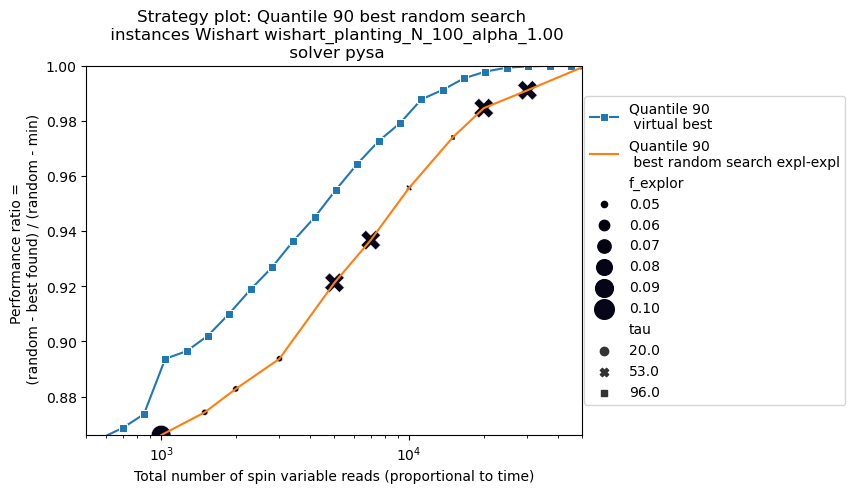 Strategy plot: Quantile 90 best random search
instances Wishart wishart_planting_N_100_alpha_1.00
solver pysa
1.00
0.98
0.96
0.94
0.92
0.90
0.88
Performance ratio =
(random - best found) / (random - min)
10³
10⁴
Total number of spin variable reads (proportional to time)
Quantile 90
virtual best
Quantile 90
best random search expl-expl
f_explor
0.05
0.06
0.07
0.08
0.09
0.10
tau
20.0
53.0
96.0